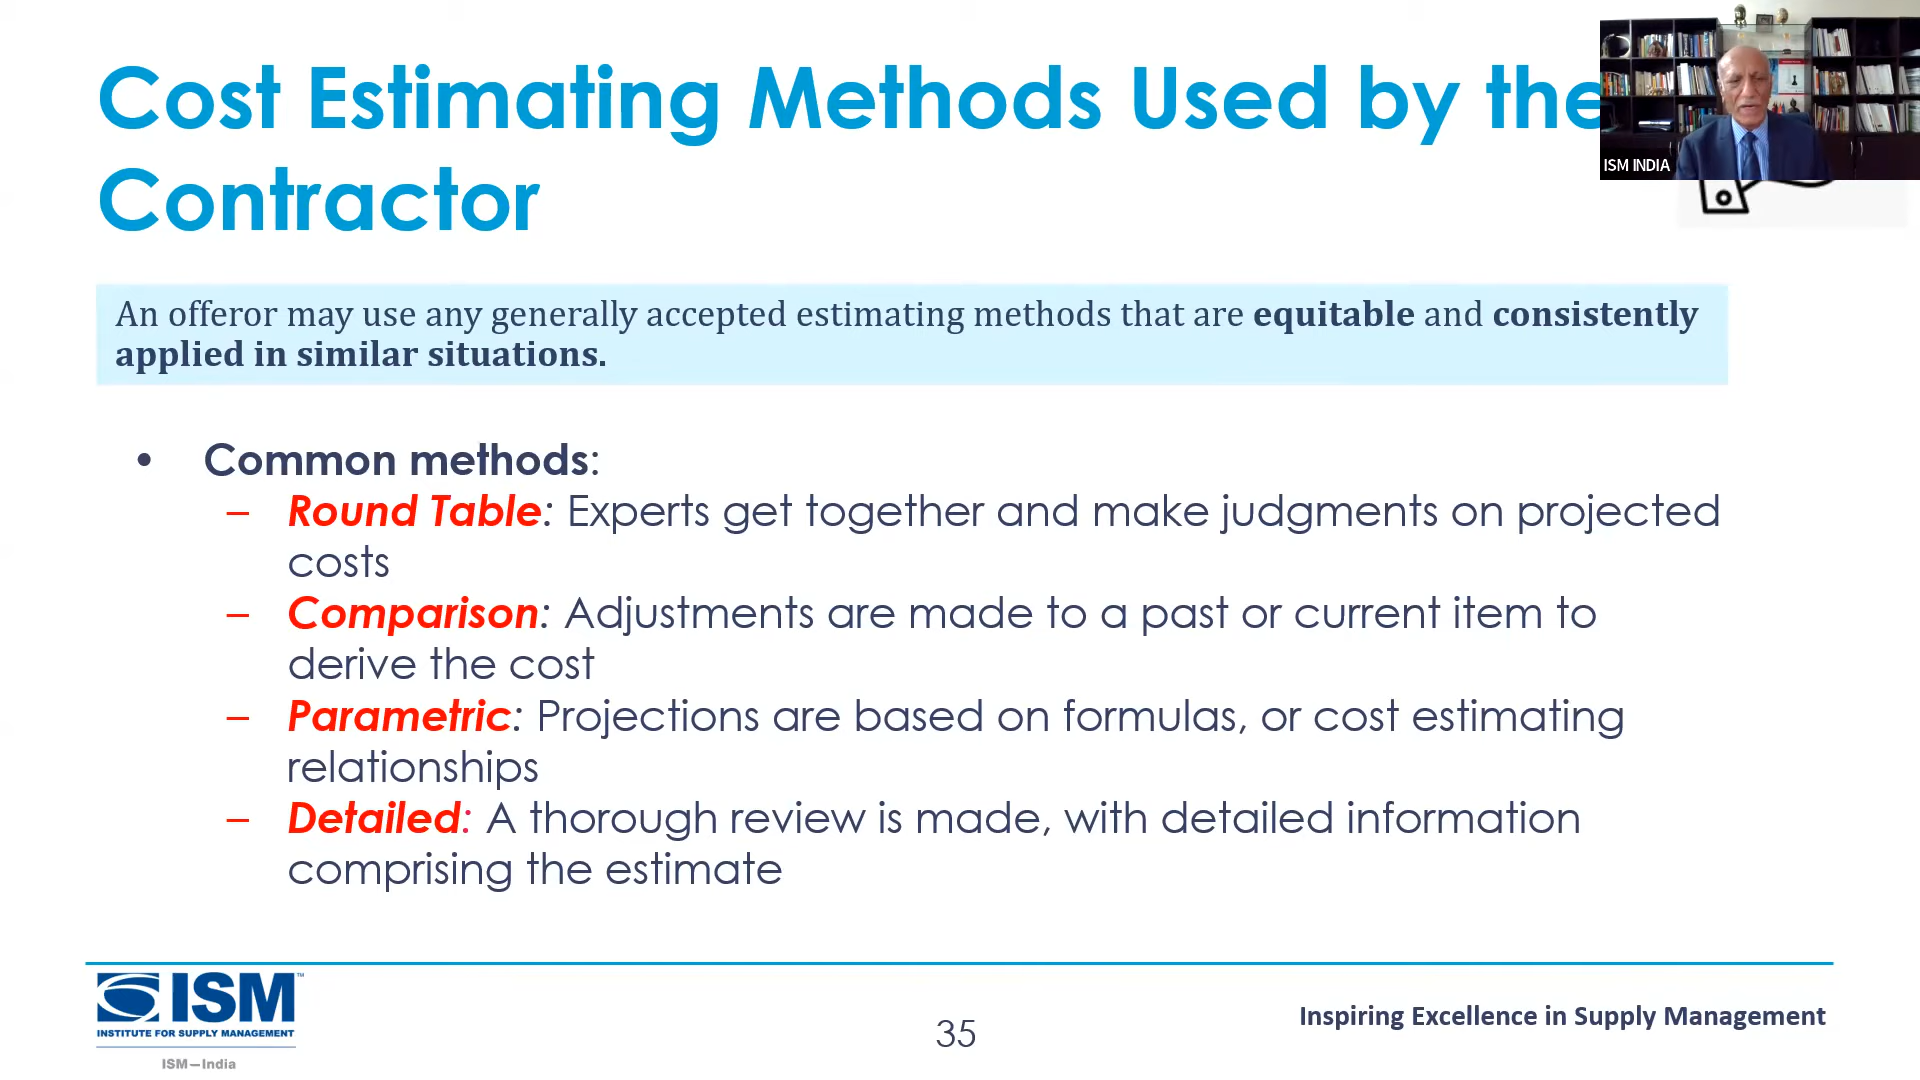 Cost Estimating Methods Used by the
Contractor
ISM INDIA
An offeror may use any generally accepted estimating methods that are equitable and consistently
applied in similar situations.
• Common methods:
– Round Table: Experts get together and make judgments on projected
costs
– Comparison: Adjustments are made to a past or current item to
derive the cost
– Parametric: Projections are based on formulas, or cost estimating
relationships
– Detailed: A thorough review is made, with detailed information
comprising the estimate
ISM™
INSTITUTE FOR SUPPLY MANAGEMENT
ISM—India
35
Inspiring Excellence in Supply Management